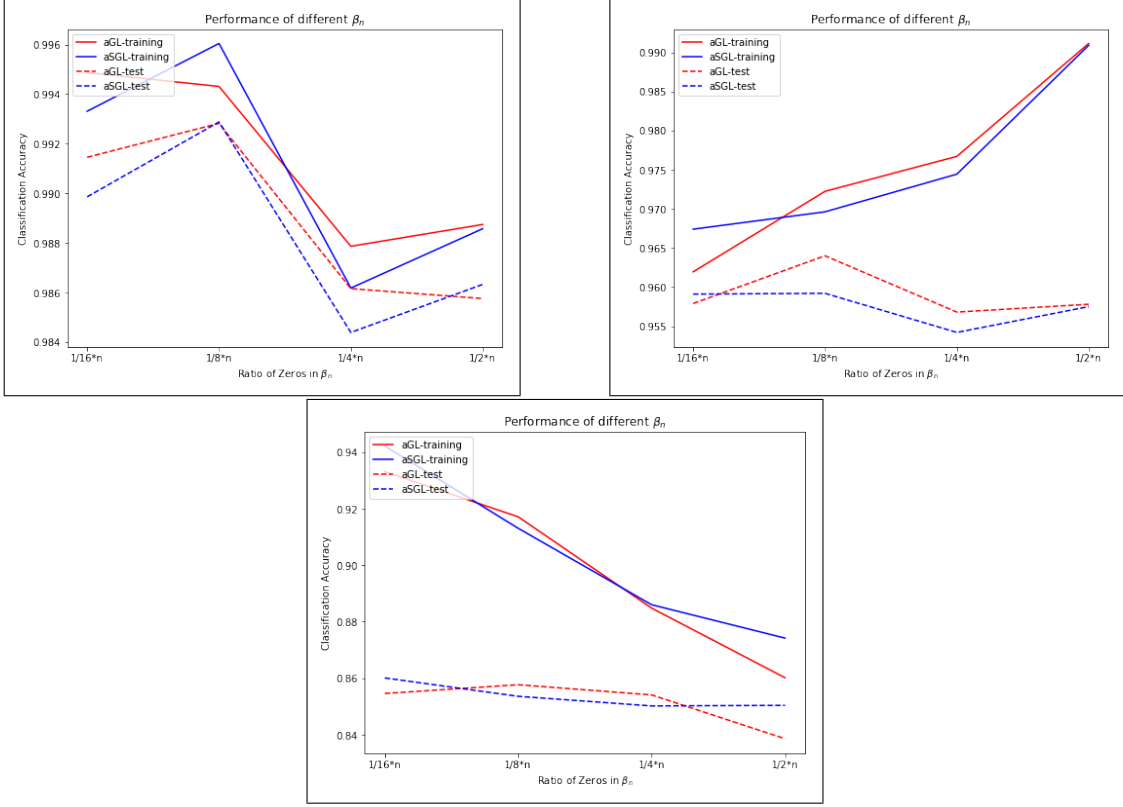 Performance of different βn
aGL-training
aSGL-training
aGL-test
aSGL-test
0.996
0.994
0.992
0.990
0.988
0.986
0.984
Classification Accuracy
1/16*n
1/8*n
1/4*n
1/2*n
Ratio of Zeros in βn
Performance of different βn
aGL-training
aSGL-training
aGL-test
aSGL-test
0.990
0.985
0.980
0.975
0.970
0.965
0.960
0.955
Classification Accuracy
1/16*n
1/8*n
1/4*n
1/2*n
Ratio of Zeros in βn
Performance of different βn
aGL-training
aSGL-training
aGL-test
aSGL-test
0.94
0.92
0.90
0.88
0.86
0.84
Classification Accuracy
1/16*n
1/8*n
1/4*n
1/2*n
Ratio of Zeros in βn